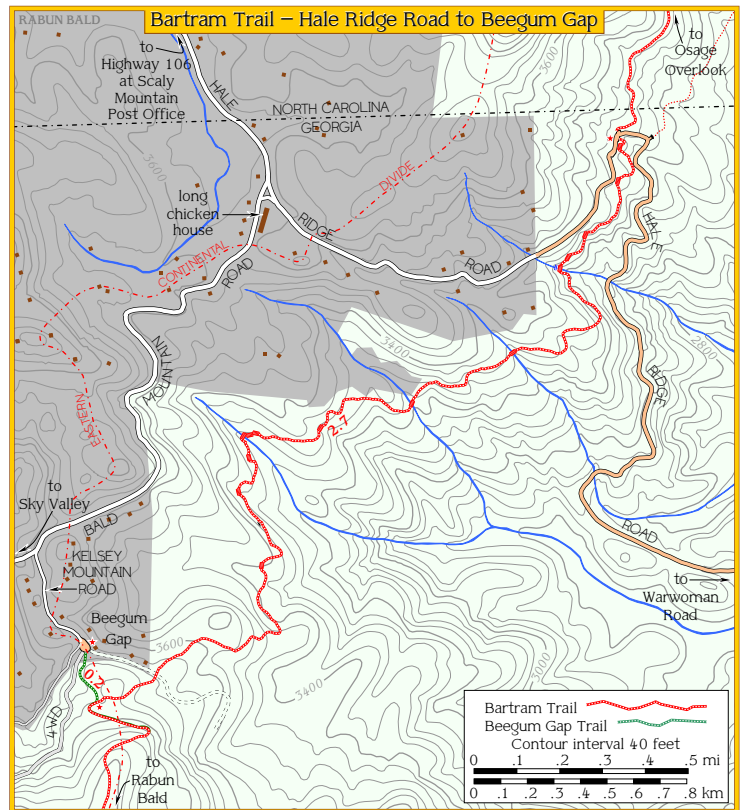 Bartram Trail – Hale Ridge Road to Beegum Gap
RABUN BALD
to
Highway 106
at Scaly
Mountain
Post Office
to
Osage
Overlook
HALE
3600
NORTH CAROLINA
GEORGIA
3600
DIVIDE
long
chicken
house
RIDGE
HALE
CONTINENTAL
ROAD
ROAD
MOUNTAIN
3400
2800
RIDGE
EASTERN
2.7
to
Sky Valley
BALD
ROAD
KELSEY
MOUNTAIN
ROAD
to
Warwoman
Road
Beegum
Gap
3600
3000
3400
0.2
4WD
to
Rabun
Bald
Bartram Trail
Beegum Gap Trail
Contour interval 40 feet
0 .1 .2 .3 .4 .5 mi
0 .1 .2 .3 .4 .5 .6 .7 .8 km